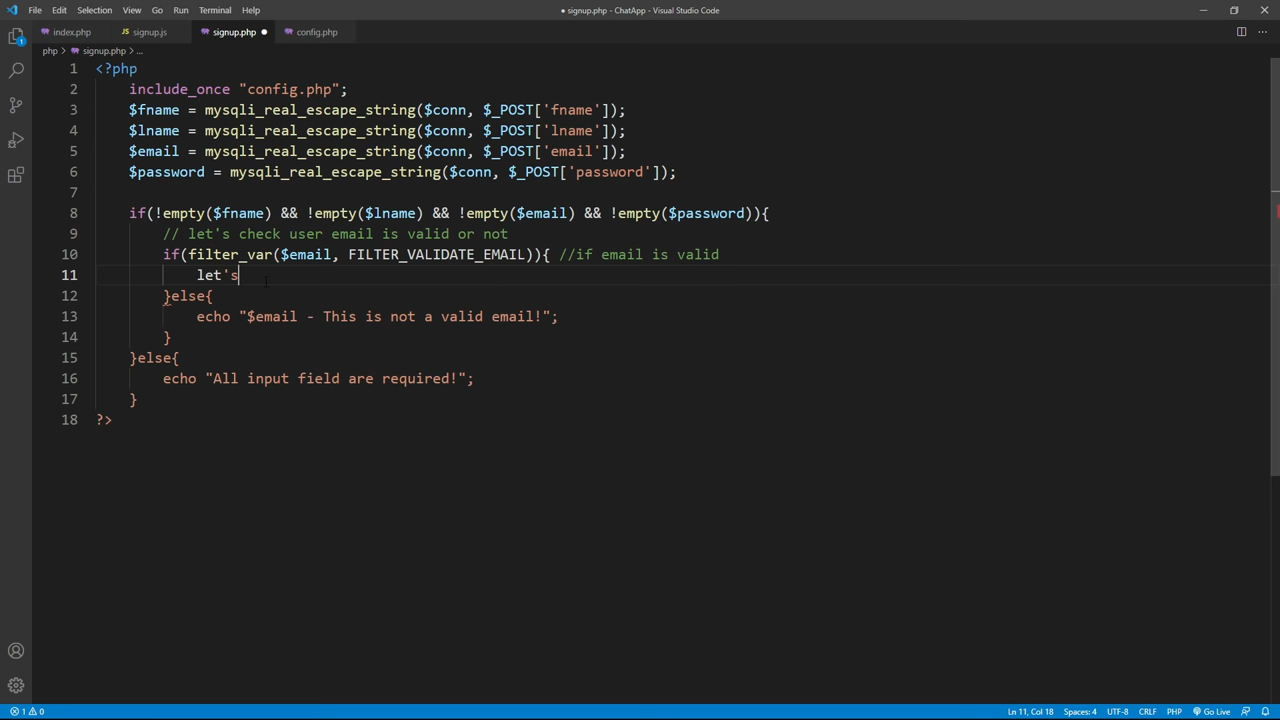 File Edit Selection View Go Run Terminal Help
● signup.php - ChatApp - Visual Studio Code
index.php JS signup.js signup.php ● config.php
php > signup.php > ...
1 <?php
2 include_once "config.php";
3 $fname = mysqli_real_escape_string($conn, $_POST['fname']);
4 $lname = mysqli_real_escape_string($conn, $_POST['lname']);
5 $email = mysqli_real_escape_string($conn, $_POST['email']);
6 $password = mysqli_real_escape_string($conn, $_POST['password']);
7
8 if(!empty($fname) && !empty($lname) && !empty($email) && !empty($password)){
9 // let's check user email is valid or not
10 if(filter_var($email, FILTER_VALIDATE_EMAIL)){ //if email is valid
11 let's
12 }else{
13 echo "$email - This is not a valid email!";
14 }
15 }else{
16 echo "All input field are required!";
17 }
18 ?>
1
1 0
Ln 11, Col 18 Spaces: 4 UTF-8 CRLF PHP Go Live